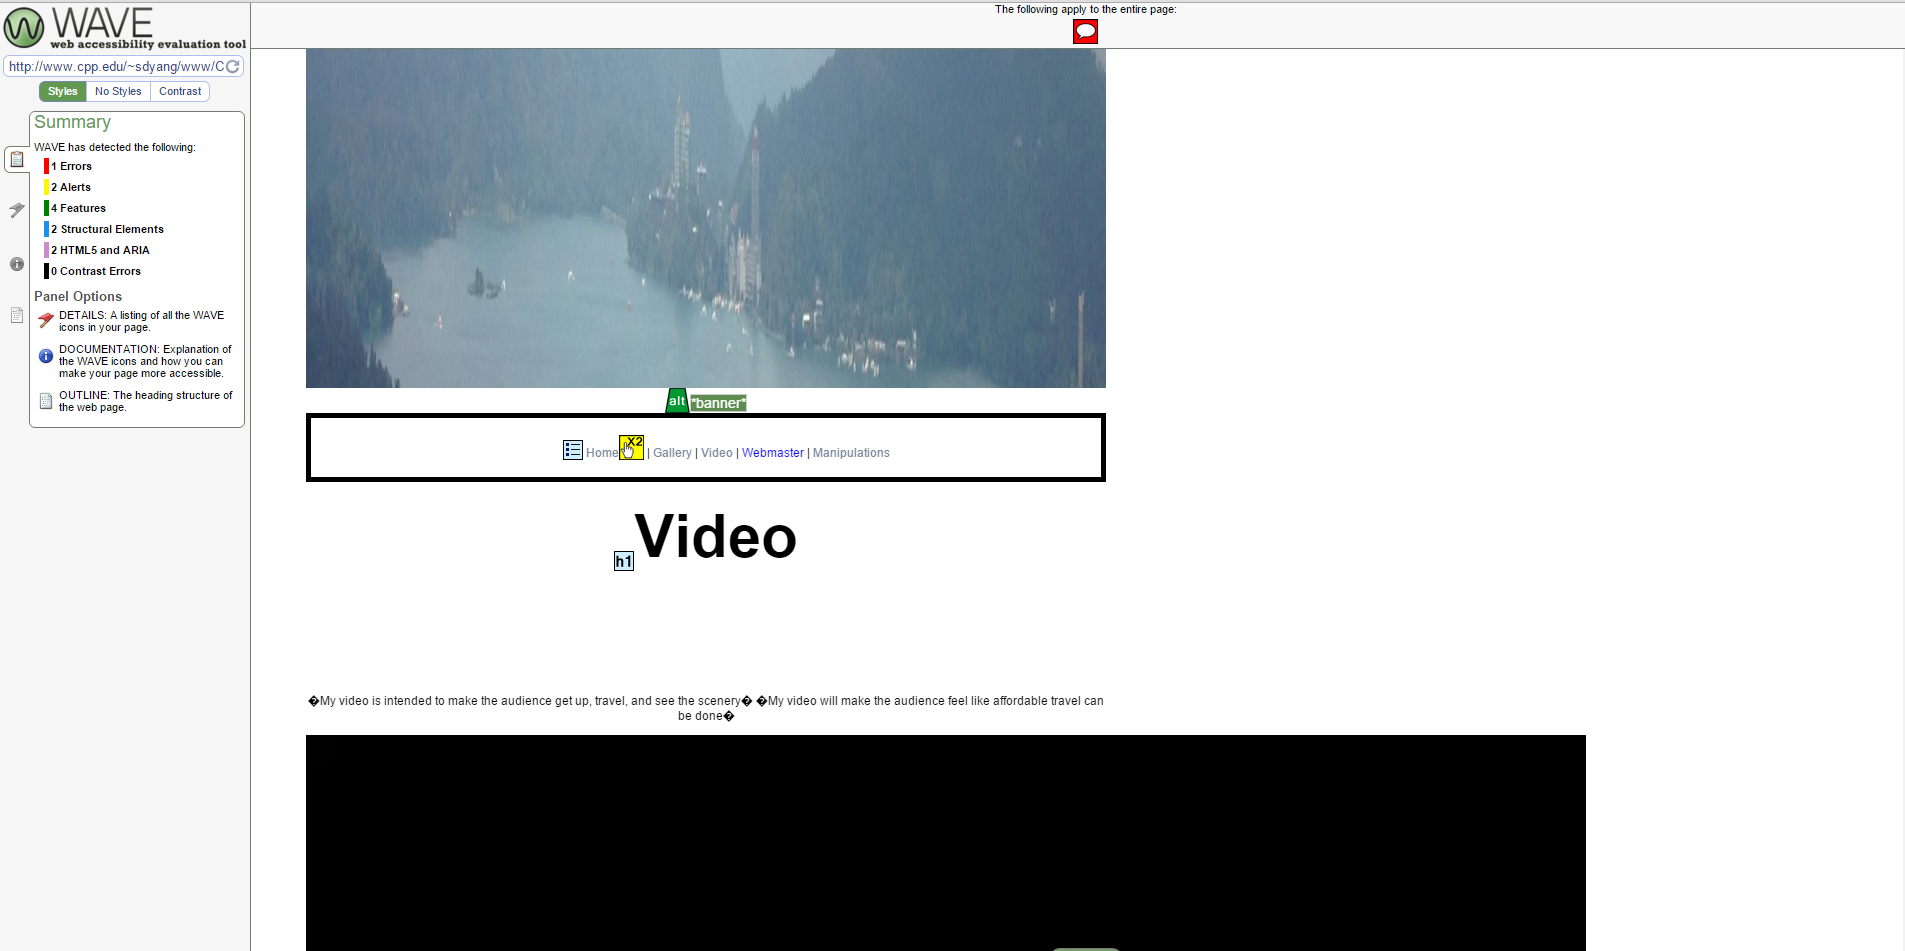 WAVE
web accessibility evaluation tool
http://www.cpp.edu/~sdyang/www/C
Styles No Styles Contrast
Summary
WAVE has detected the following:
1 Errors
2 Alerts
4 Features
2 Structural Elements
2 HTML5 and ARIA
0 Contrast Errors
Panel Options
DETAILS: A listing of all the WAVE
icons in your page.
DOCUMENTATION: Explanation of
the WAVE icons and how you can
make your page more accessible.
OUTLINE: The heading structure of
the web page.
The following apply to the entire page:
alt *banner*
Home X2 | Gallery | Video | Webmaster | Manipulations
h1 Video
�My video is intended to make the audience get up, travel, and see the scenery� �My video will make the audience feel like affordable travel can
be done�